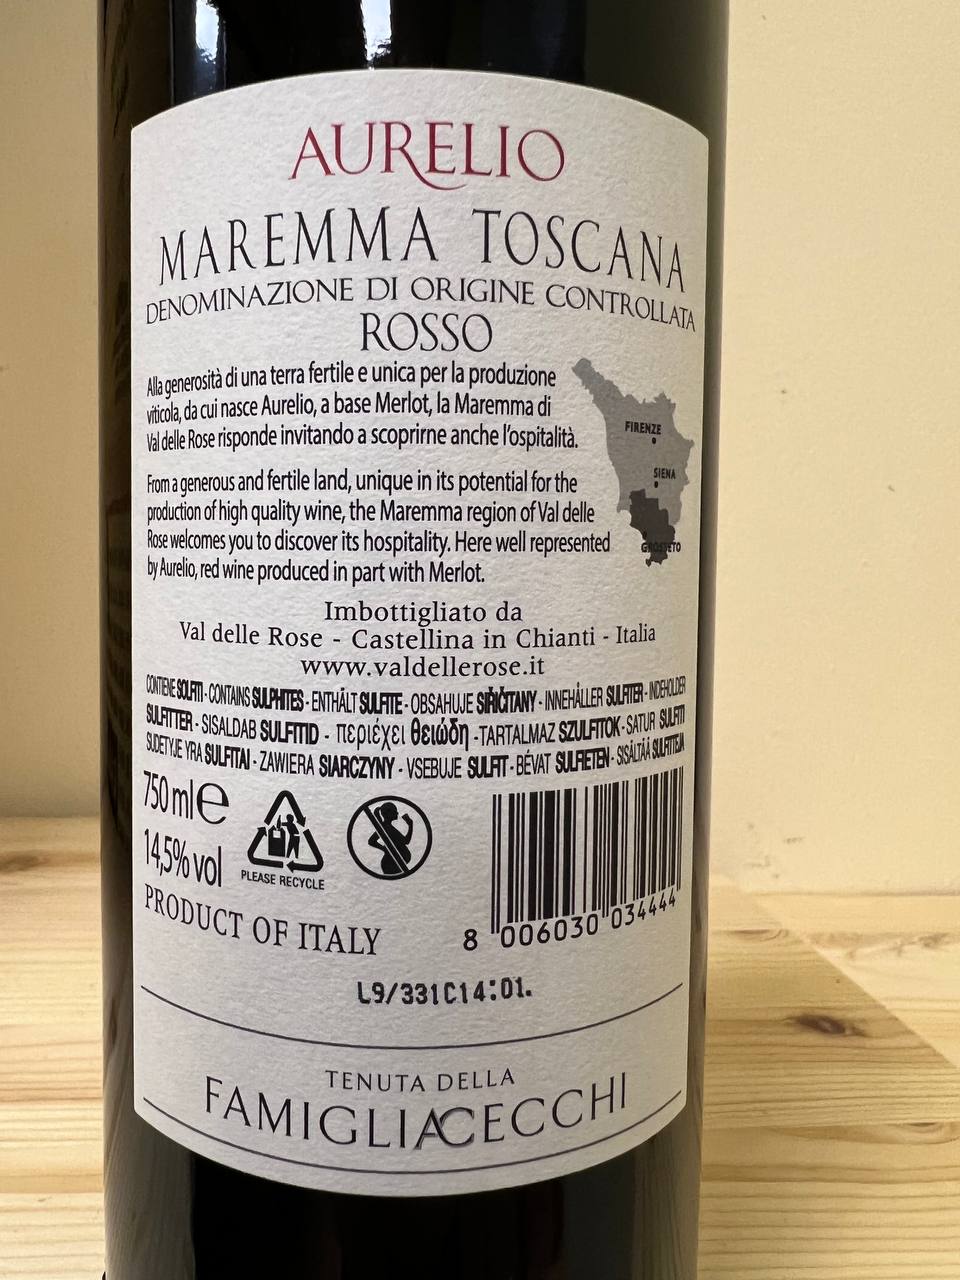 AURELIO
MAREMMA TOSCANA
DENOMINAZIONE DI ORIGINE CONTROLLATA
ROSSO
Alla generosità di una terra fertile e unica per la produzione
viticola, da cui nasce Aurelio, a base Merlot, la Maremma di
Val delle Rose risponde invitando a scoprirne anche l'ospitalità.
FIRENZE
SIENA
GROSSETO
From a generous and fertile land, unique in its potential for the
production of high quality wine, the Maremma region of Val delle
Rose welcomes you to discover its hospitality. Here well represented
by Aurelio, red wine produced in part with Merlot.
Imbottigliato da
Val delle Rose - Castellina in Chianti - Italia
www.valdellerose.it
CONTIENE SOLFITI - CONTAINS SULPHITES - ENTHÄLT SULFITE - OBSAHUJE SIŘIČITANY - INNEHÅLLER SULFITER - INDEHOLDER
SULFITTER - SISALDAB SULFITID - περιέχει θειώδη - TARTALMAZ SZULFITOK - SATUR SULFITI
SUDETYJE YRA SULFITAI - ZAWIERA SIARCZYNY - VSEBUJE SULFIT - BÉVAT SULFIETEN - SISÄLTÄÄ SULFIITTEJA
750 ml e
14,5% vol
PLEASE RECYCLE
PRODUCT OF ITALY
8 006030 034444
L9/331C14:01.
TENUTA DELLA
FAMIGLIACECCHI